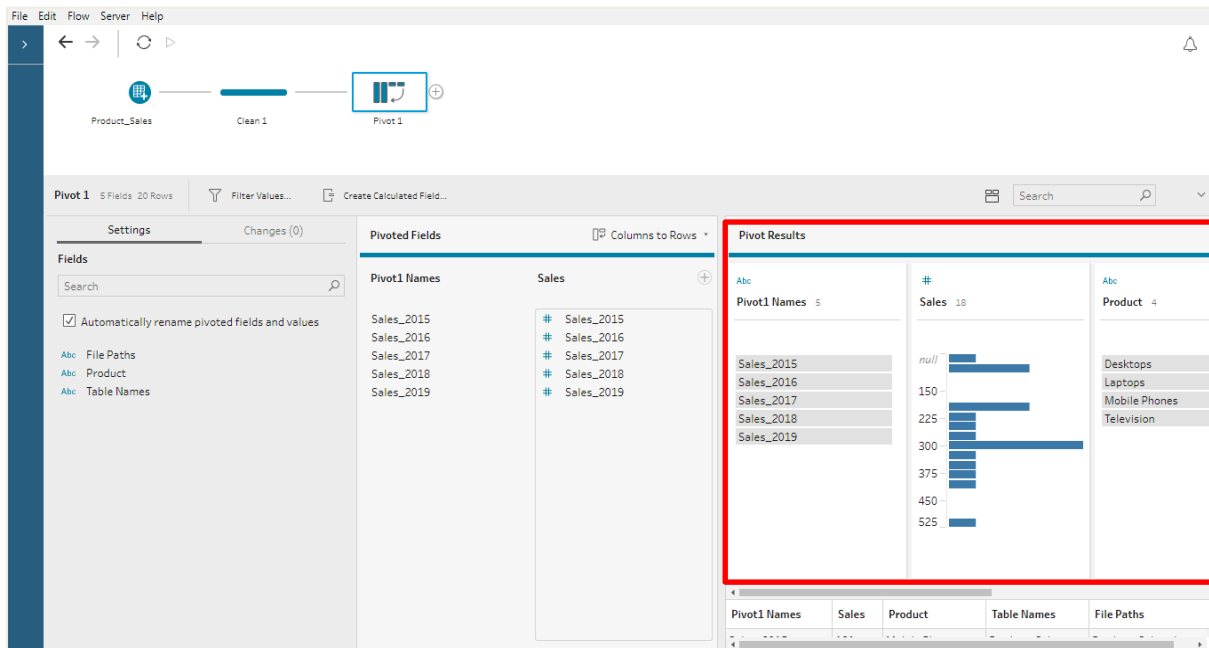 File Edit Flow Server Help
Product_Sales
Clean 1
Pivot 1
Pivot 1 5 Fields 20 Rows
Filter Values...
Create Calculated Field...
Search
Settings
Changes (0)
Fields
Search
Automatically rename pivoted fields and values
Abc File Paths
Abc Product
Abc Table Names
Pivoted Fields
Columns to Rows
Pivot1 Names
Sales
Sales_2015
# Sales_2015
Sales_2016
# Sales_2016
Sales_2017
# Sales_2017
Sales_2018
# Sales_2018
Sales_2019
# Sales_2019
Pivot Results
Abc
Pivot1 Names 5
Sales_2015
Sales_2016
Sales_2017
Sales_2018
Sales_2019
#
Sales 18
null
150
225
300
375
450
525
Abc
Product 4
Desktops
Laptops
Mobile Phones
Television
Pivot1 Names Sales Product Table Names File Paths